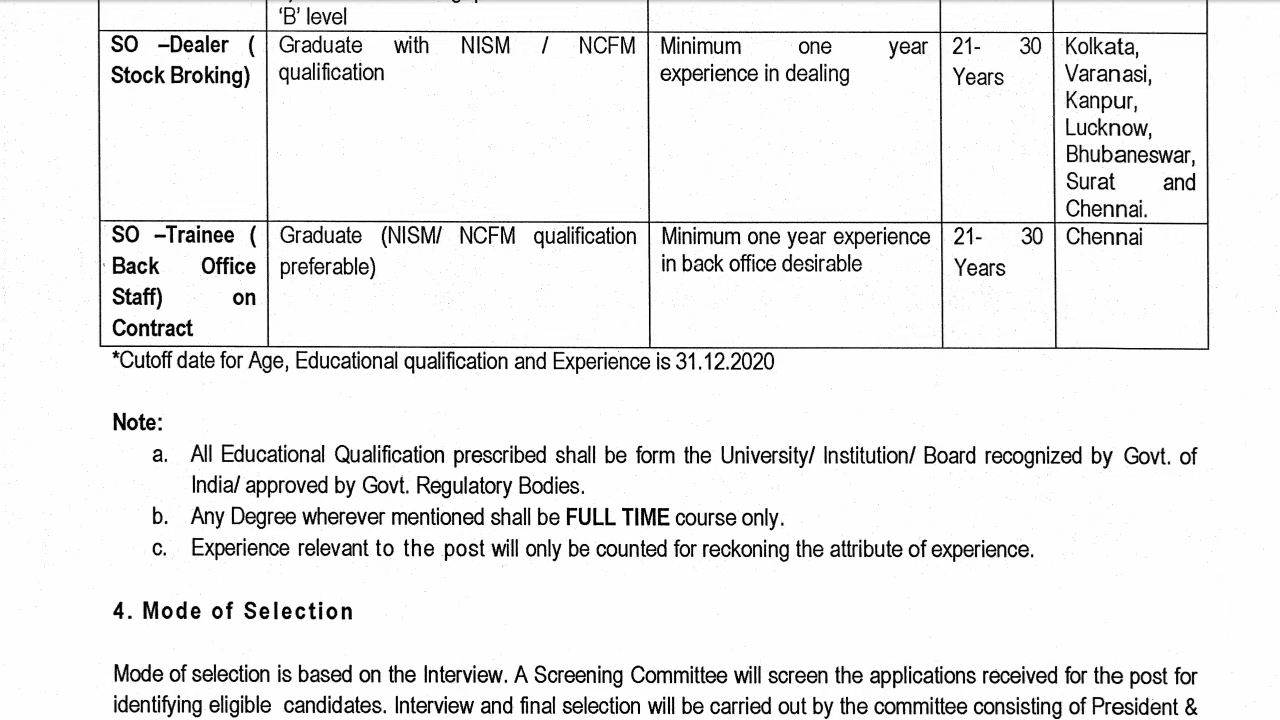 'B' level
SO –Dealer ( Stock Broking)
Graduate with NISM / NCFM
qualification
Minimum one year
experience in dealing
21- 30
Years
Kolkata,
Varanasi,
Kanpur,
Lucknow,
Bhubaneswar,
Surat and
Chennai.
SO –Trainee (
Back Office
Staff) on
Contract
Graduate (NISM/ NCFM qualification
preferable)
Minimum one year experience
in back office desirable
21- 30
Years
Chennai
*Cutoff date for Age, Educational qualification and Experience is 31.12.2020
Note:
a. All Educational Qualification prescribed shall be form the University/ Institution/ Board recognized by Govt. of
India/ approved by Govt. Regulatory Bodies.
b. Any Degree wherever mentioned shall be FULL TIME course only.
c. Experience relevant to the post will only be counted for reckoning the attribute of experience.
4. Mode of Selection
Mode of selection is based on the Interview. A Screening Committee will screen the applications received for the post for
identifying eligible candidates. Interview and final selection will be carried out by the committee consisting of President &